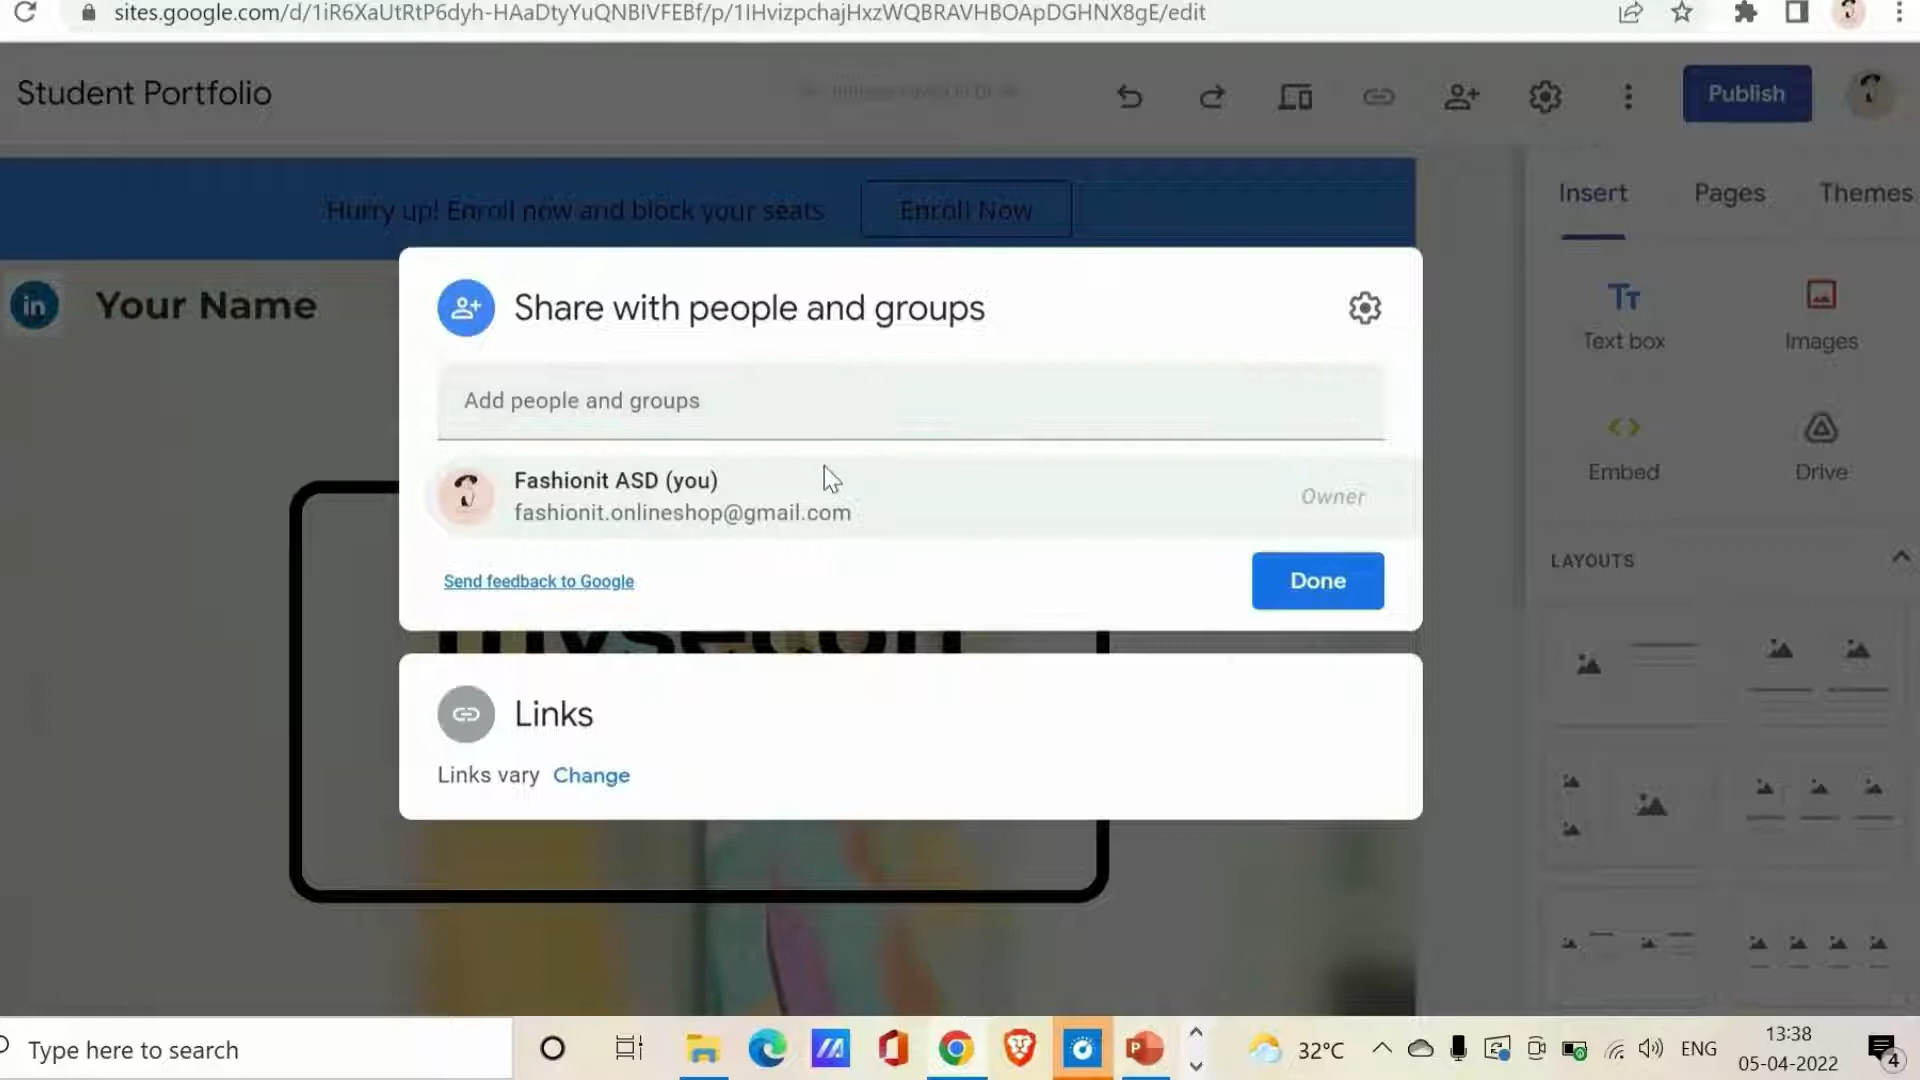 sites.google.com/d/1iR6XaUtRtP6dyh-HAaDtyYuQNBIVFEBf/p/1IHvizpchajHxzWQBRAVHBOApDGHNX8gE/edit
Student Portfolio
Publish
Hurry up! Enroll now and block your seats
Enroll Now
Insert
Pages
Themes
in
Your Name
Share with people and groups
Text box
Images
Add people and groups
Embed
Drive
Fashionit ASD (you)
fashionit.onlineshop@gmail.com
Owner
Send feedback to Google
Done
LAYOUTS
Links
Links vary Change
Type here to search
32°C
ENG
13:38
05-04-2022
4